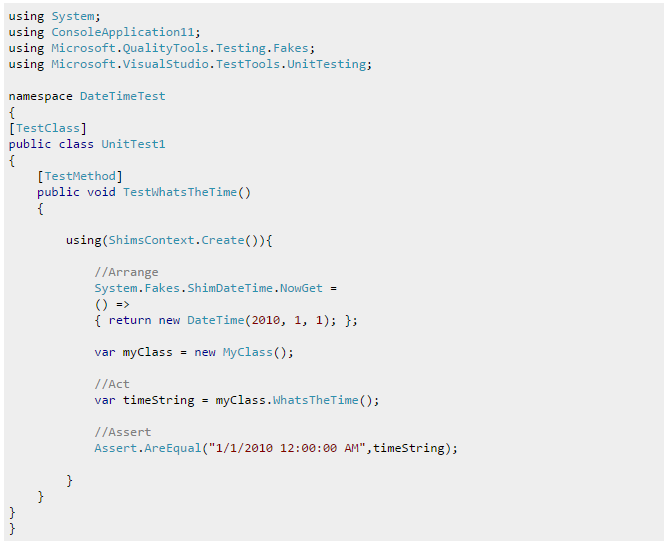 using System;
using ConsoleApplication11;
using Microsoft.QualityTools.Testing.Fakes;
using Microsoft.VisualStudio.TestTools.UnitTesting;

namespace DateTimeTest
{
[TestClass]
public class UnitTest1
{
    [TestMethod]
    public void TestWhatsTheTime()
    {

        using(ShimsContext.Create()){

            //Arrange
            System.Fakes.ShimDateTime.NowGet =
            () =>
            { return new DateTime(2010, 1, 1); };

            var myClass = new MyClass();

            //Act
            var timeString = myClass.WhatsTheTime();

            //Assert
            Assert.AreEqual("1/1/2010 12:00:00 AM",timeString);

        }
    }
}
}